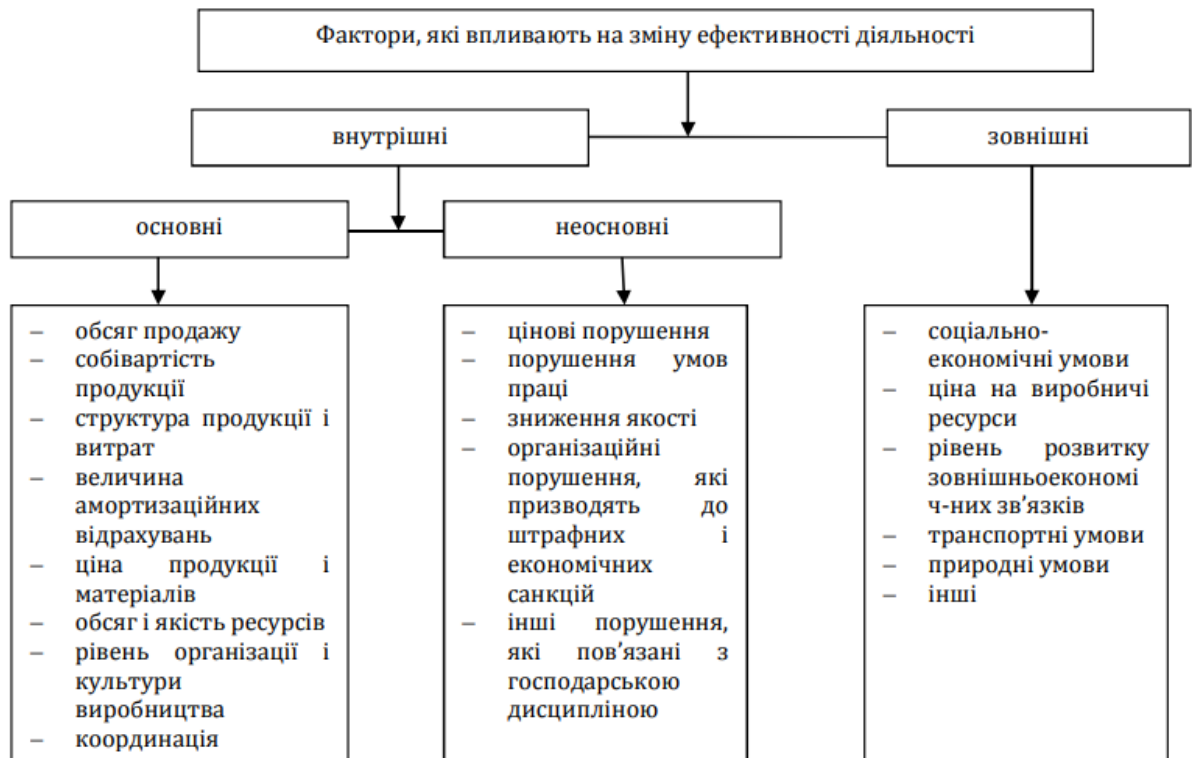 Фактори, які впливають на зміну ефективності діяльності
внутрішні
зовнішні
основні
неосновні
– обсяг продажу
– собівартість
продукції
– структура продукції і
витрат
– величина
амортизаційних
відрахувань
– ціна продукції і
матеріалів
– обсяг і якість ресурсів
– рівень організації і
культури
виробництва
– координація
– цінові порушення
– порушення умов
праці
– зниження якості
– організаційні
порушення, які
призводять до
штрафних і
економічних
санкцій
– інші порушення,
які пов’язані з
господарською
дисципліною
– соціально-
економічні умови
– ціна на виробничі
ресурси
– рівень розвитку
зовнішньоекономі
ч-них зв’язків
– транспортні умови
– природні умови
– інші